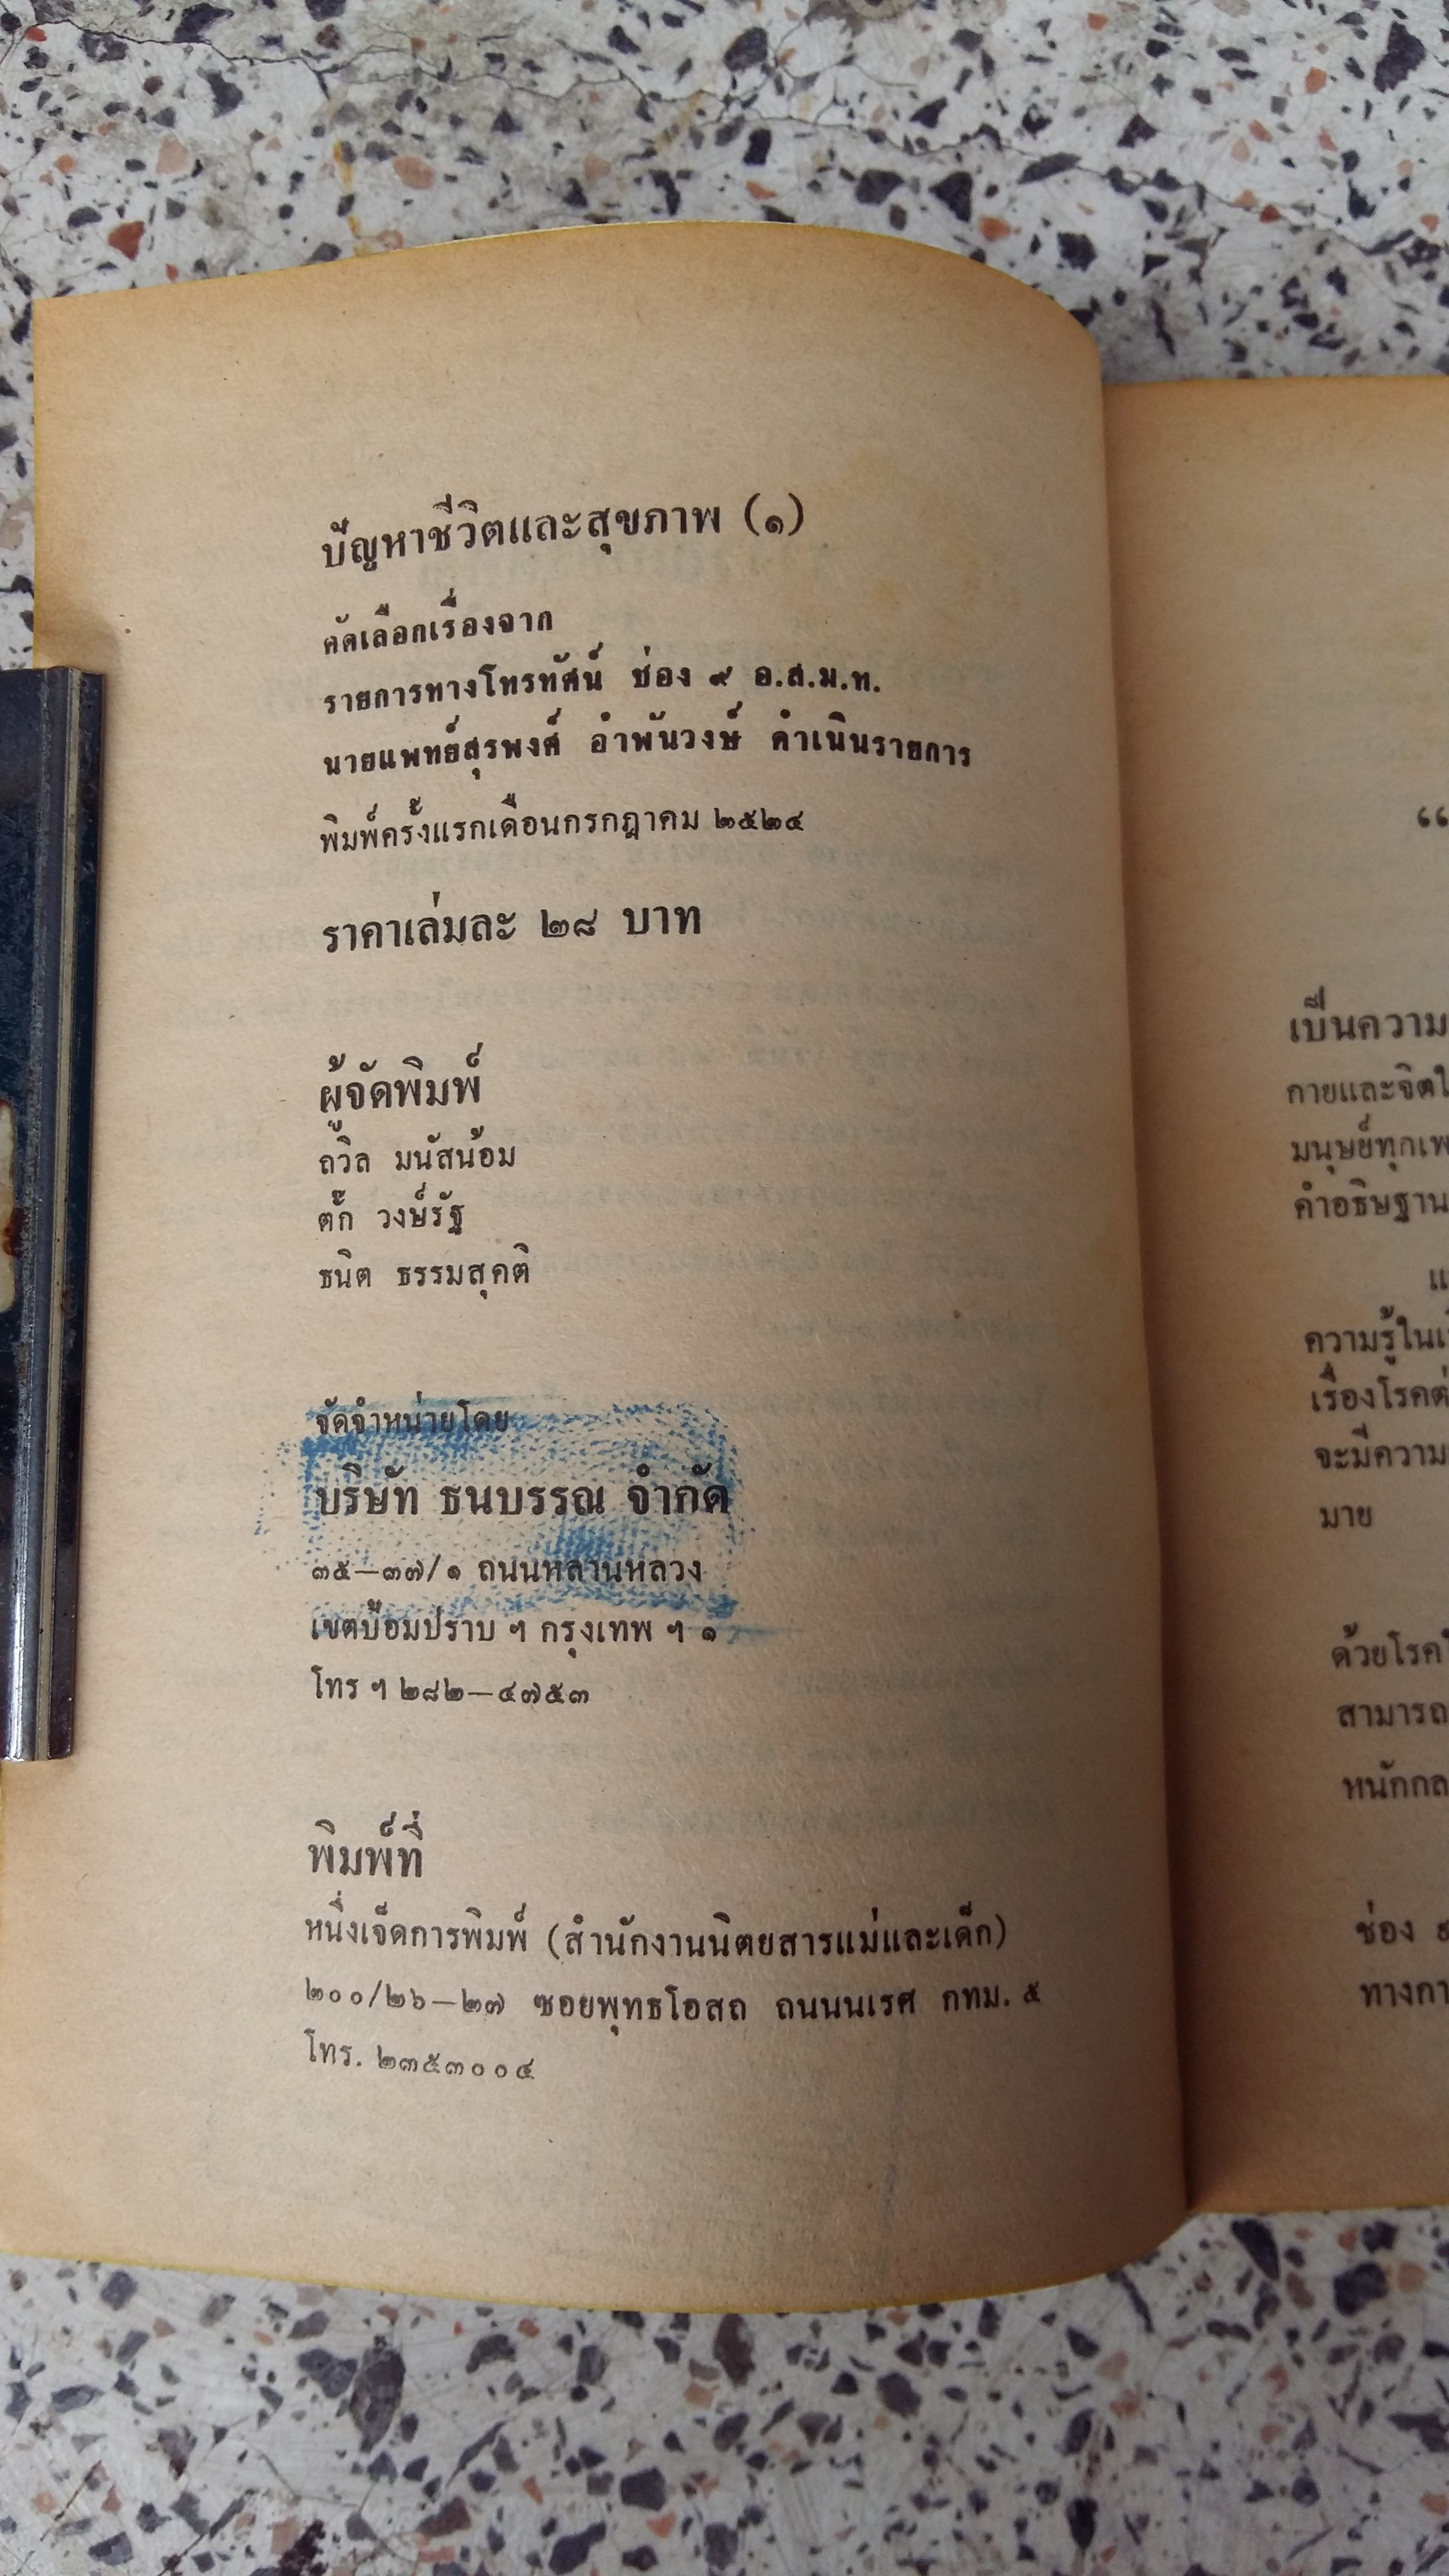 ปัญหาชีวิตและสุขภาพ (๑)
คัดเลือกเรื่องจาก
รายการทางโทรทัศน์ ช่อง ๙ อ.ส.ม.ท.
นายแพทย์สุรพงศ์ อำพันวงษ์ ดำเนินรายการ
พิมพ์ครั้งแรกเดือนกรกฎาคม ๒๕๒๔
ราคาเล่มละ ๒๘ บาท
ผู้จัดพิมพ์
ถวิล มนัสน้อม
ตั๊ก วงษ์รัฐ
ธนิต ธรรมสุคติ
จัดจำหน่ายโดย
บริษัท ธนบรรณ จำกัด
๓๕—๓๗/๑ ถนนหลานหลวง
เขตป้อมปราบ ฯ กรุงเทพ ฯ ๑
โทร ฯ ๒๘๒—๔๗๕๓
พิมพ์ที่
หนึ่งเจ็ดการพิมพ์ (สำนักงานนิตยสารแม่และเด็ก)
๒๐๐/๒๖—๒๗ ซอยพุทธโอสถ ถนนนเรศ กทม. ๕
โทร. ๒๓๕๓๐๐๔
“
เป็นความ
กายและจิตใ
มนุษย์ทุกเพ
คำอธิษฐาน
แ
ความรู้ในเ
เรื่องโรคต่
จะมีความ
มาย
ด้วยโรค
สามารถ
หนักกล
ช่อง ๙
ทางกา